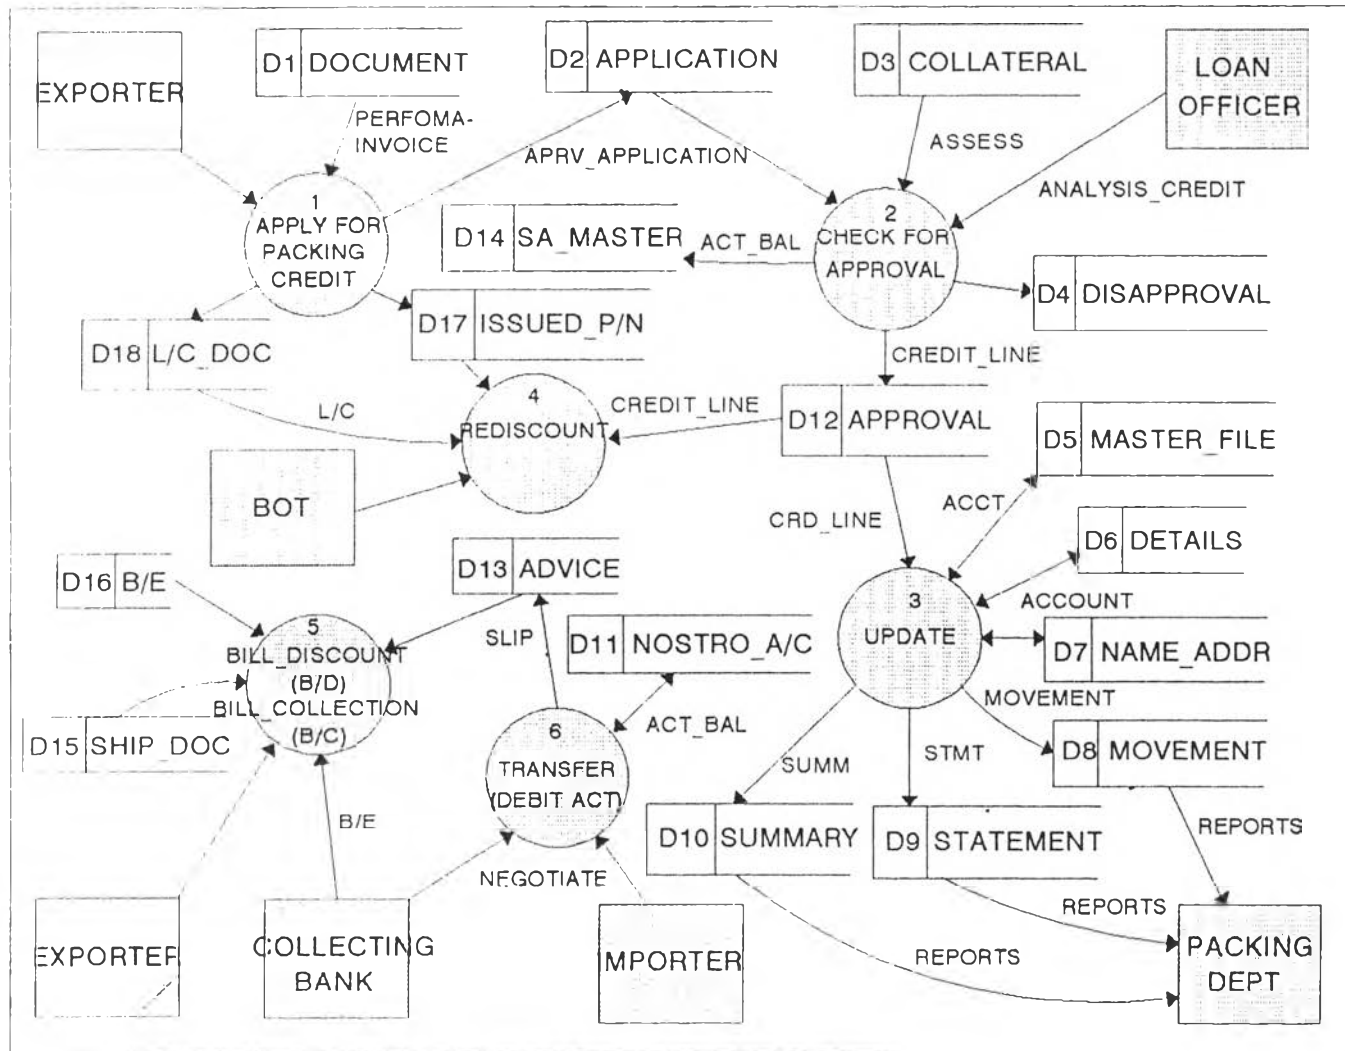 EXPORTER
D1 DOCUMENT
D2 APPLICATION
D3 COLLATERAL
LOAN
OFFICER
PERFOMA-
INVOICE
APRV_APPLICATION
ASSESS
ANALYSIS_CREDIT
1
APPLY FOR
PACKING
CREDIT
D14 SA_MASTER
ACT_BAL
2
CHECK FOR
APPROVAL
D4 DISAPPROVAL
D17 ISSUED_P/N
D18 L/C_DOC
CREDIT_LINE
L/C
4
REDISCOUNT
CREDIT_LINE
D12 APPROVAL
D5 MASTER_FILE
BOT
CRD_LINE
ACCT
D6 DETAILS
D16 B/E
D13 ADVICE
ACCOUNT
3
UPDATE
D7 NAME_ADDR
5
BILL_DISCOUNT
(B/D)
BILL_COLLECTION
(B/C)
SLIP
D11 NOSTRO_A/C
MOVEMENT
D15 SHIP_DOC
ACT_BAL
6
TRANSFER
(DEBIT ACT)
SUMM
STMT
D8 MOVEMENT
B/E
D10 SUMMARY
D9 STATEMENT
REPORTS
NEGOTIATE
EXPORTER
COLLECTING
BANK
MPORTER
REPORTS
REPORTS
PACKING
DEPT